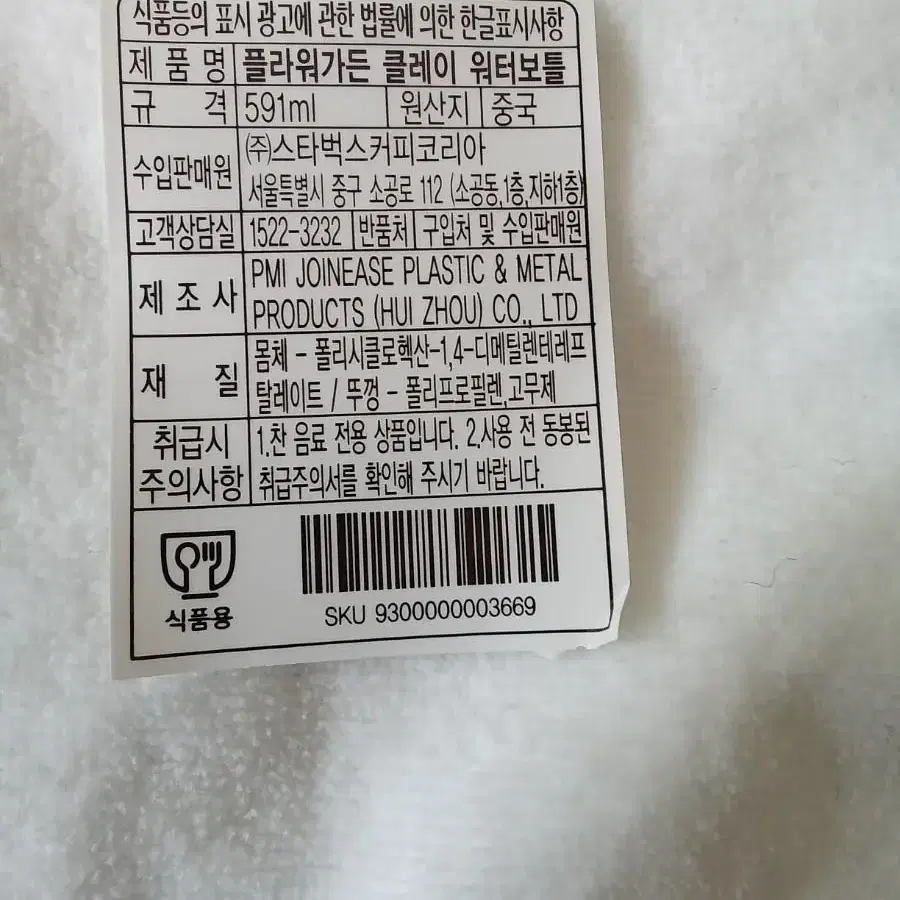 식품등의 표시 광고에 관한 법률에 의한 한글표시사항
제 품 명 플라워가든 클레이 워터보틀
규 격 591ml 원산지 중국
수입판매원 ㈜스타벅스커피코리아
서울특별시 중구 소공로 112 (소공동,1층,지하1층)
고객상담실 1522-3232 반품처 구입처 및 수입판매원
제 조 사 PMI JOINEASE PLASTIC & METAL
PRODUCTS (HUI ZHOU) CO., LTD
재 질 몸체 - 폴리시클로헥산-1,4-디메틸렌테레프
탈레이트 / 뚜껑 - 폴리프로필렌,고무제
취급시 주의사항 1.찬 음료 전용 상품입니다. 2.사용 전 동봉된
취급주의서를 확인해 주시기 바랍니다.
식품용
SKU 9300000003669